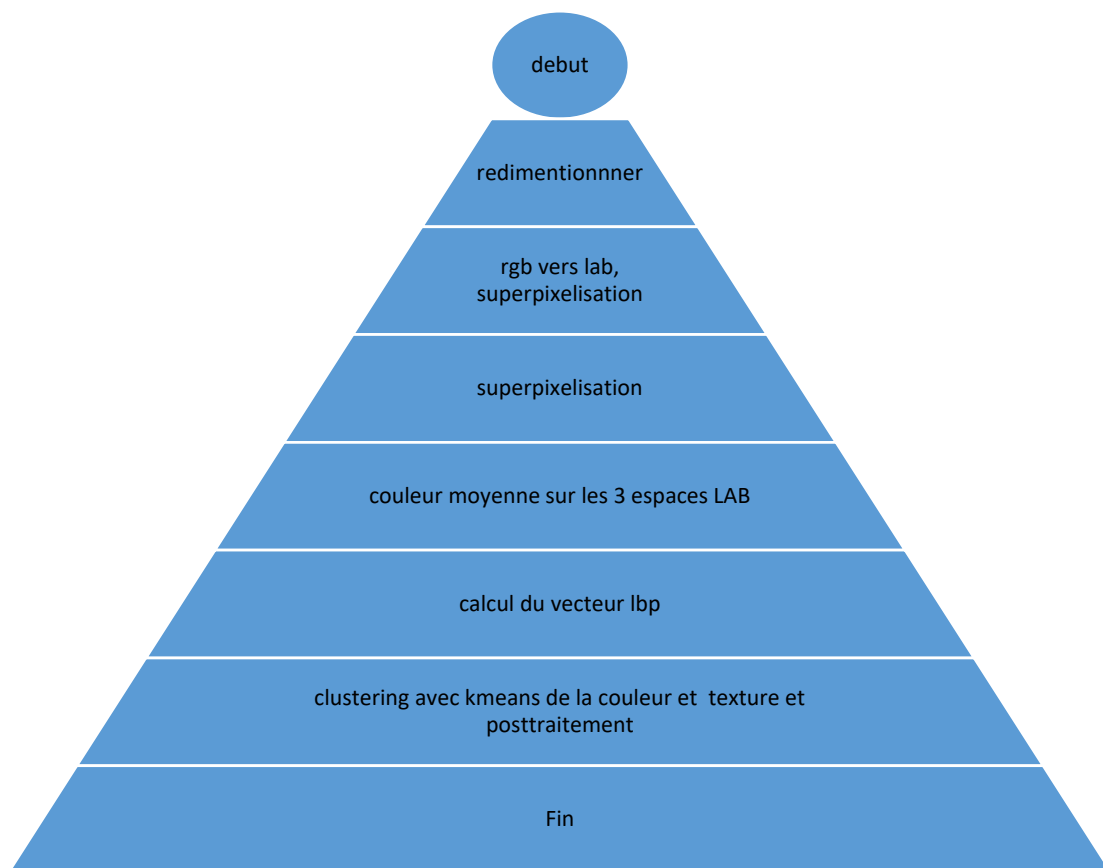 debut
redimentionnner
rgb vers lab,
superpixelisation
superpixelisation
couleur moyenne sur les 3 espaces LAB
calcul du vecteur lbp
clustering avec kmeans de la couleur et texture et
posttraitement
Fin